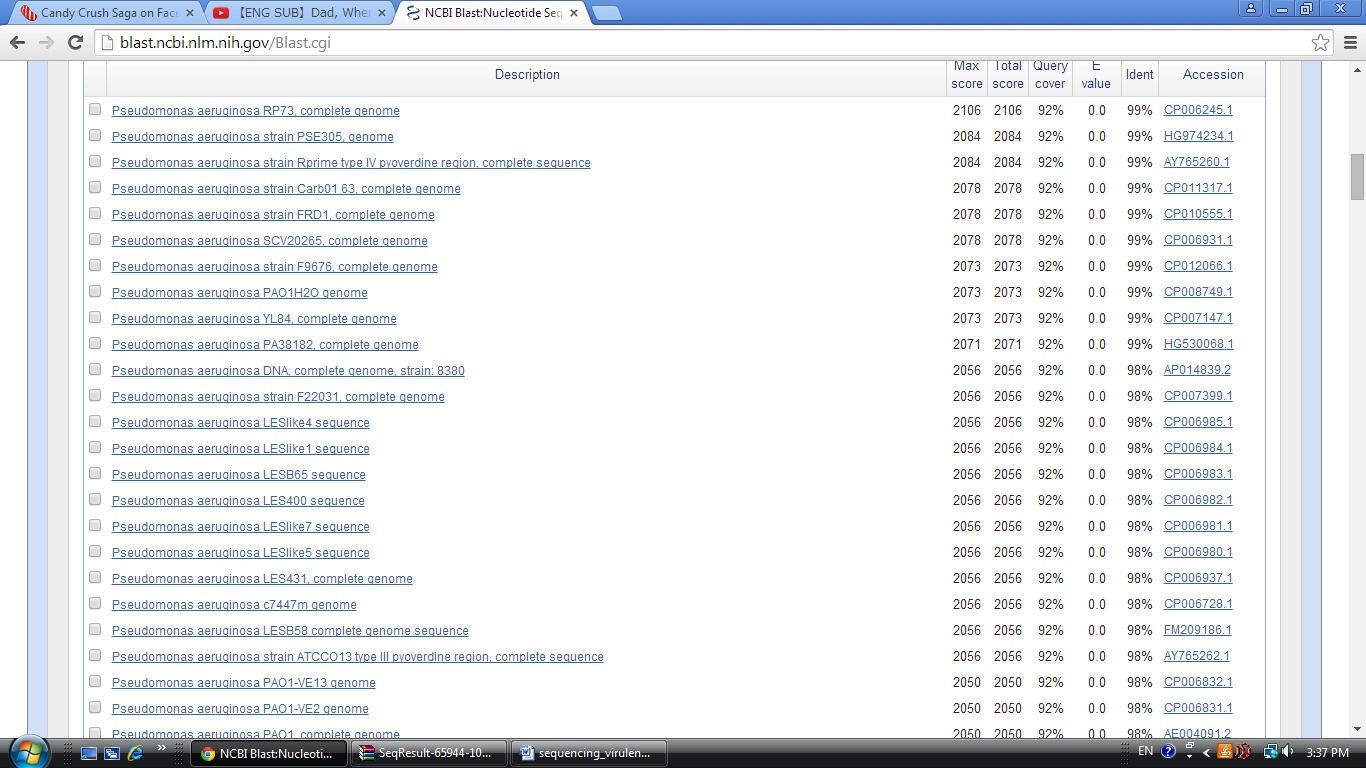 Candy Crush Saga on Fac
【ENG SUB】Dad, Whe
NCBI Blast:Nucleotide Seq
blast.ncbi.nlm.nih.gov/Blast.cgi
Description Max score Total score Query cover E value Ident Accession
Pseudomonas aeruginosa RP73, complete genome 2106 2106 92% 0.0 99% CP006245.1
Pseudomonas aeruginosa strain PSE305, genome 2084 2084 92% 0.0 99% HG974234.1
Pseudomonas aeruginosa strain Rprime type IV pyoverdine region, complete sequence 2084 2084 92% 0.0 99% AY765260.1
Pseudomonas aeruginosa strain Carb01 63, complete genome 2078 2078 92% 0.0 99% CP011317.1
Pseudomonas aeruginosa strain FRD1, complete genome 2078 2078 92% 0.0 99% CP010555.1
Pseudomonas aeruginosa SCV20265, complete genome 2078 2078 92% 0.0 99% CP006931.1
Pseudomonas aeruginosa strain F9676, complete genome 2073 2073 92% 0.0 99% CP012066.1
Pseudomonas aeruginosa PAO1H2O genome 2073 2073 92% 0.0 99% CP008749.1
Pseudomonas aeruginosa YL84, complete genome 2073 2073 92% 0.0 99% CP007147.1
Pseudomonas aeruginosa PA38182, complete genome 2071 2071 92% 0.0 99% HG530068.1
Pseudomonas aeruginosa DNA, complete genome, strain: 8380 2056 2056 92% 0.0 98% AP014839.2
Pseudomonas aeruginosa strain F22031, complete genome 2056 2056 92% 0.0 98% CP007399.1
Pseudomonas aeruginosa LESlike4 sequence 2056 2056 92% 0.0 98% CP006985.1
Pseudomonas aeruginosa LESlike1 sequence 2056 2056 92% 0.0 98% CP006984.1
Pseudomonas aeruginosa LESB65 sequence 2056 2056 92% 0.0 98% CP006983.1
Pseudomonas aeruginosa LES400 sequence 2056 2056 92% 0.0 98% CP006982.1
Pseudomonas aeruginosa LESlike7 sequence 2056 2056 92% 0.0 98% CP006981.1
Pseudomonas aeruginosa LESlike5 sequence 2056 2056 92% 0.0 98% CP006980.1
Pseudomonas aeruginosa LES431, complete genome 2056 2056 92% 0.0 98% CP006937.1
Pseudomonas aeruginosa c7447m genome 2056 2056 92% 0.0 98% CP006728.1
Pseudomonas aeruginosa LESB58 complete genome sequence 2056 2056 92% 0.0 98% FM209186.1
Pseudomonas aeruginosa strain ATCCO13 type III pyoverdine region, complete sequence 2056 2056 92% 0.0 98% AY765262.1
Pseudomonas aeruginosa PAO1-VE13 genome 2050 2050 92% 0.0 98% CP006832.1
Pseudomonas aeruginosa PAO1-VE2 genome 2050 2050 92% 0.0 98% CP006831.1
Pseudomonas aeruginosa PAO1, complete genome 2050 2050 92% 0.0 98% AE004091.2
NCBI Blast:Nucleoti... SeqResult-65944-10... sequencing_virulen... EN 3:37 PM